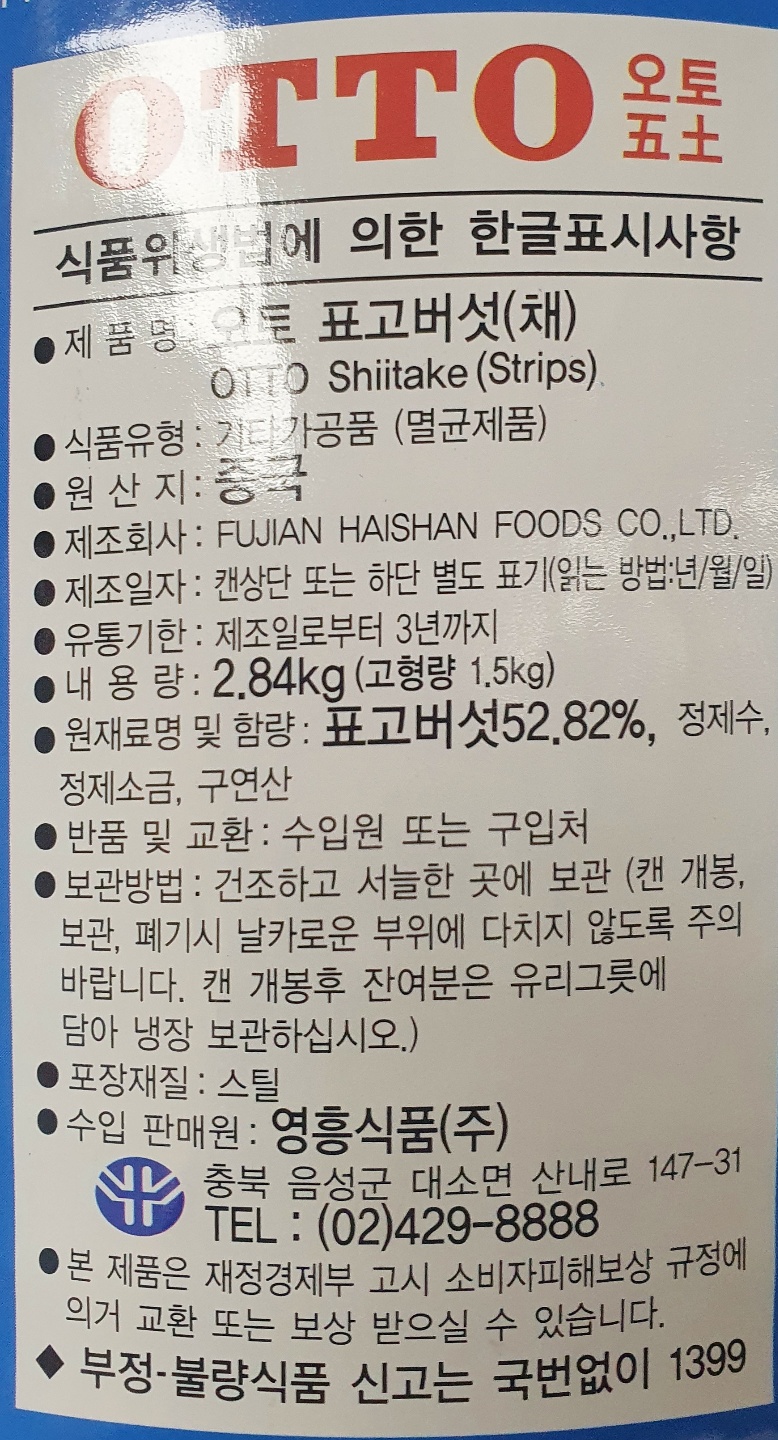 OTTO 오토
五土
식품위생법에 의한 한글표시사항
● 제 품 명 : 오토 표고버섯(채)
OTTO Shiitake (Strips)
● 식품유형 : 기타가공품 (멸균제품)
● 원 산 지 : 중국
● 제조회사 : FUJIAN HAISHAN FOODS CO.,LTD.
● 제조일자 : 캔상단 또는 하단 별도 표기(읽는 방법:년/월/일)
● 유통기한 : 제조일로부터 3년까지
● 내 용 량 : 2.84kg (고형량 1.5kg)
● 원재료명 및 함량 : 표고버섯52.82%, 정제수,
정제소금, 구연산
● 반품 및 교환 : 수입원 또는 구입처
● 보관방법 : 건조하고 서늘한 곳에 보관 (캔 개봉,
보관, 폐기시 날카로운 부위에 다치지 않도록 주의
바랍니다. 캔 개봉후 잔여분은 유리그릇에
담아 냉장 보관하십시오.)
● 포장재질 : 스틸
● 수입 판매원 : 영흥식품(주)
충북 음성군 대소면 산내로 147-31
TEL : (02)429-8888
● 본 제품은 재정경제부 고시 소비자피해보상 규정에
의거 교환 또는 보상 받으실 수 있습니다.
◆ 부정-불량식품 신고는 국번없이 1399